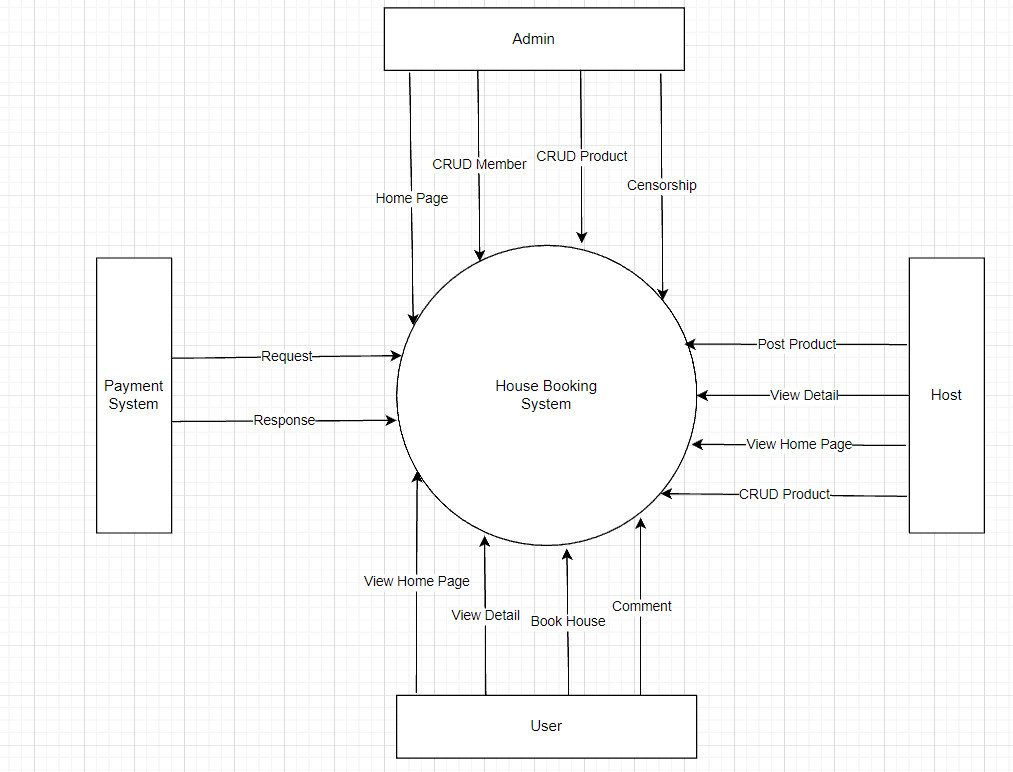 Admin
CRUD Member
CRUD Product
Home Page
Censorship
Payment
System
Request
Response
House Booking
System
Post Product
View Detail
View Home Page
CRUD Product
Host
View Home Page
View Detail
Book House
Comment
User